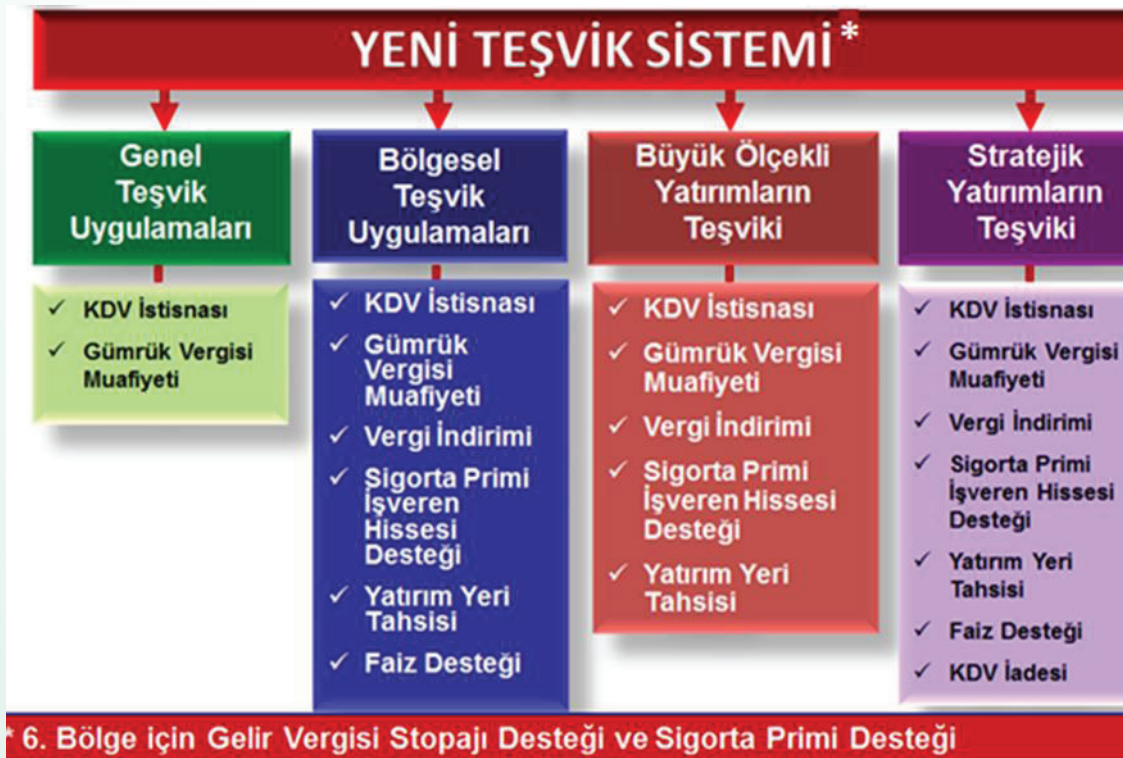 YENİ TEŞVİK SİSTEMİ*
Genel
Teşvik
Uygulamaları
✓ KDV İstisnası
✓ Gümrük Vergisi
Muafiyeti
Bölgesel
Teşvik
Uygulamaları
✓ KDV İstisnası
✓ Gümrük
Vergisi
Muafiyeti
✓ Vergi İndirimi
✓ Sigorta Primi
İşveren
Hissesi
Desteği
✓ Yatırım Yeri
Tahsisi
✓ Faiz Desteği
Büyük Ölçekli
Yatırımların
Teşviki
✓ KDV İstisnası
✓ Gümrük Vergisi
Muafiyeti
✓ Vergi İndirimi
✓ Sigorta Primi
İşveren Hissesi
Desteği
✓ Yatırım Yeri
Tahsisi
Stratejik
Yatırımların
Teşviki
✓ KDV İstisnası
✓ Gümrük Vergisi
Muafiyeti
✓ Vergi İndirimi
✓ Sigorta Primi
İşveren Hissesi
Desteği
✓ Yatırım Yeri
Tahsisi
✓ Faiz Desteği
✓ KDV İadesi
* 6. Bölge için Gelir Vergisi Stopajı Desteği ve Sigorta Primi Desteği